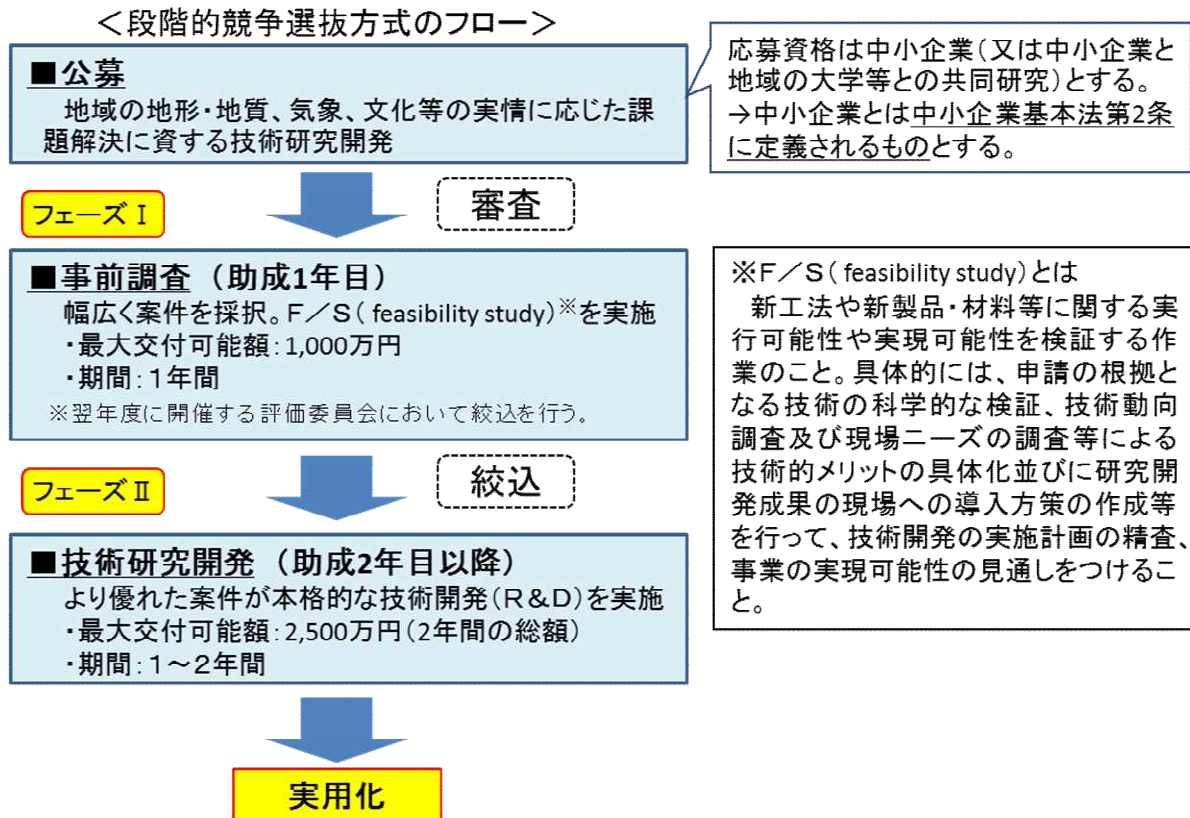 ＜段階的競争選抜方式のフロー＞
■公募
地域の地形・地質、気象、文化等の実情に応じた課
題解決に資する技術研究開発
応募資格は中小企業（又は中小企業と
地域の大学等との共同研究）とする。
→中小企業とは中小企業基本法第2条
に定義されるものとする。
フェーズⅠ
審査
■事前調査（助成1年目）
幅広く案件を採択。Ｆ／Ｓ（feasibility study）※を実施
・最大交付可能額：1,000万円
・期間：１年間
※翌年度に開催する評価委員会において絞込を行う。
※Ｆ／Ｓ（feasibility study）とは
新工法や新製品・材料等に関する実
行可能性や実現可能性を検証する作
業のこと。具体的には、申請の根拠と
なる技術の科学的な検証、技術動向
調査及び現場ニーズの調査等による
技術的メリットの具体化並びに研究開
発成果の現場への導入方策の作成等
を行って、技術開発の実施計画の精査、
事業の実現可能性の見通しをつけるこ
と。
フェーズⅡ
絞込
■技術研究開発（助成2年目以降）
より優れた案件が本格的な技術開発（Ｒ＆Ｄ）を実施
・最大交付可能額：2,500万円（2年間の総額）
・期間：１～２年間
実用化